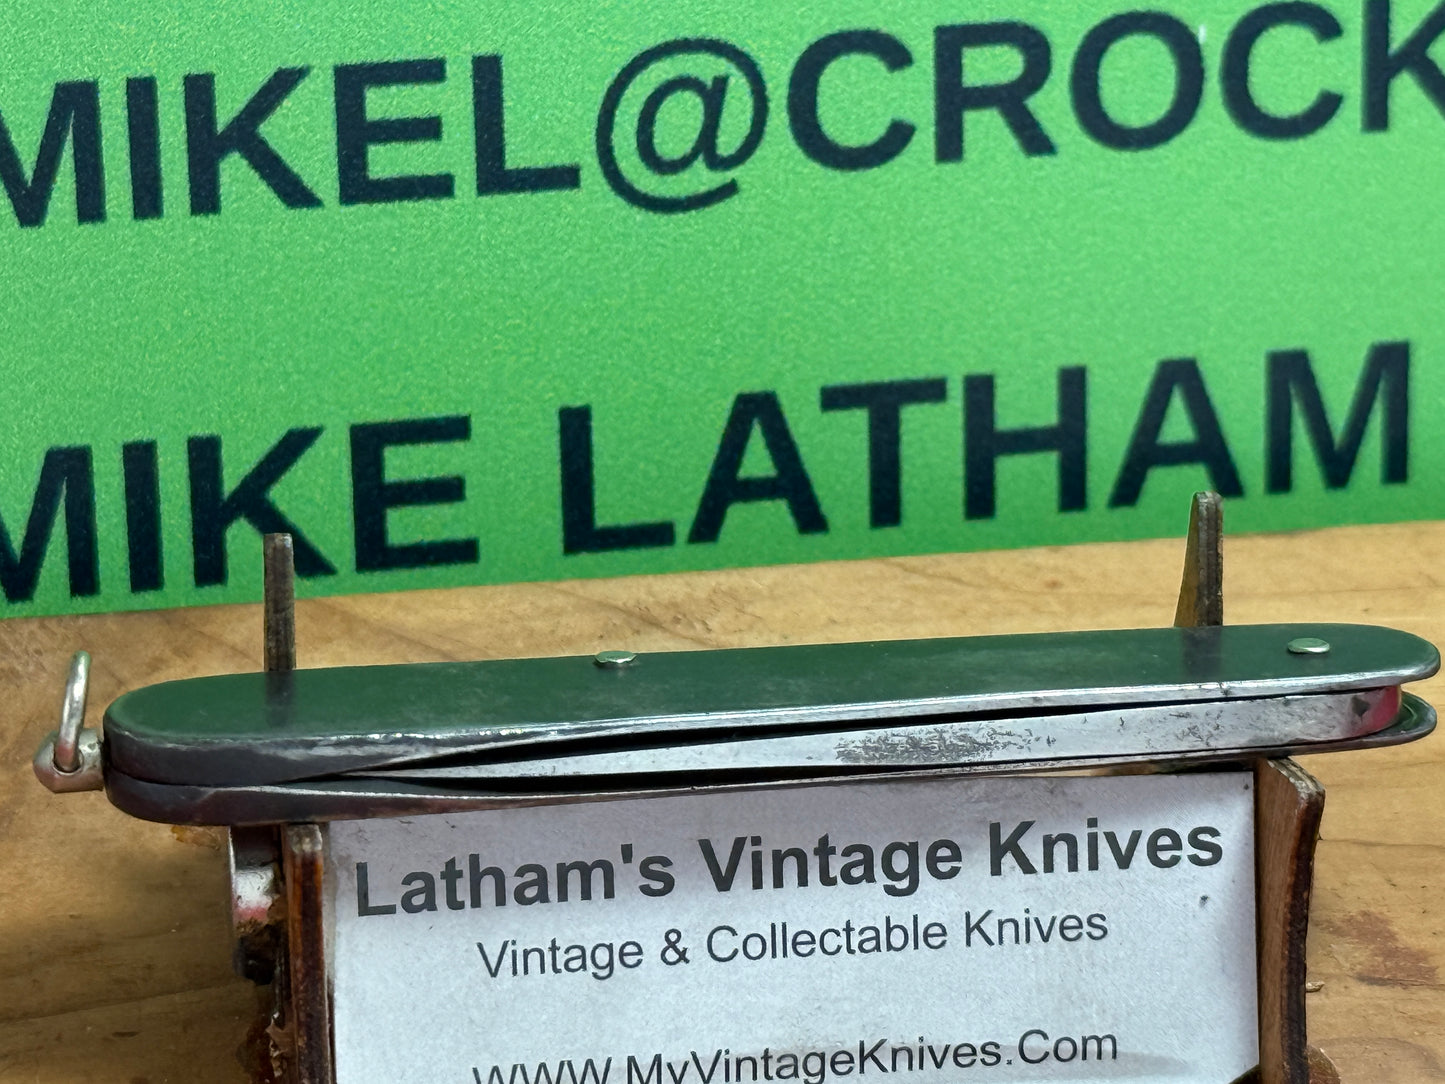 MIKEL@CROCK
MIKE LATHAM
Latham's Vintage Knives
Vintage & Collectable Knives
WWW.MyVintageKnives.Com